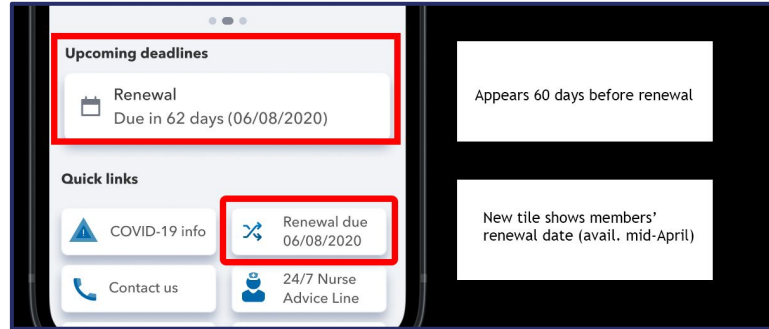 Upcoming deadlines
Renewal
Due in 62 days (06/08/2020)
Appears 60 days before renewal
Quick links
COVID-19 info
Renewal due
06/08/2020
Contact us
24/7 Nurse
Advice Line
New tile shows members’
renewal date (avail. mid-April)